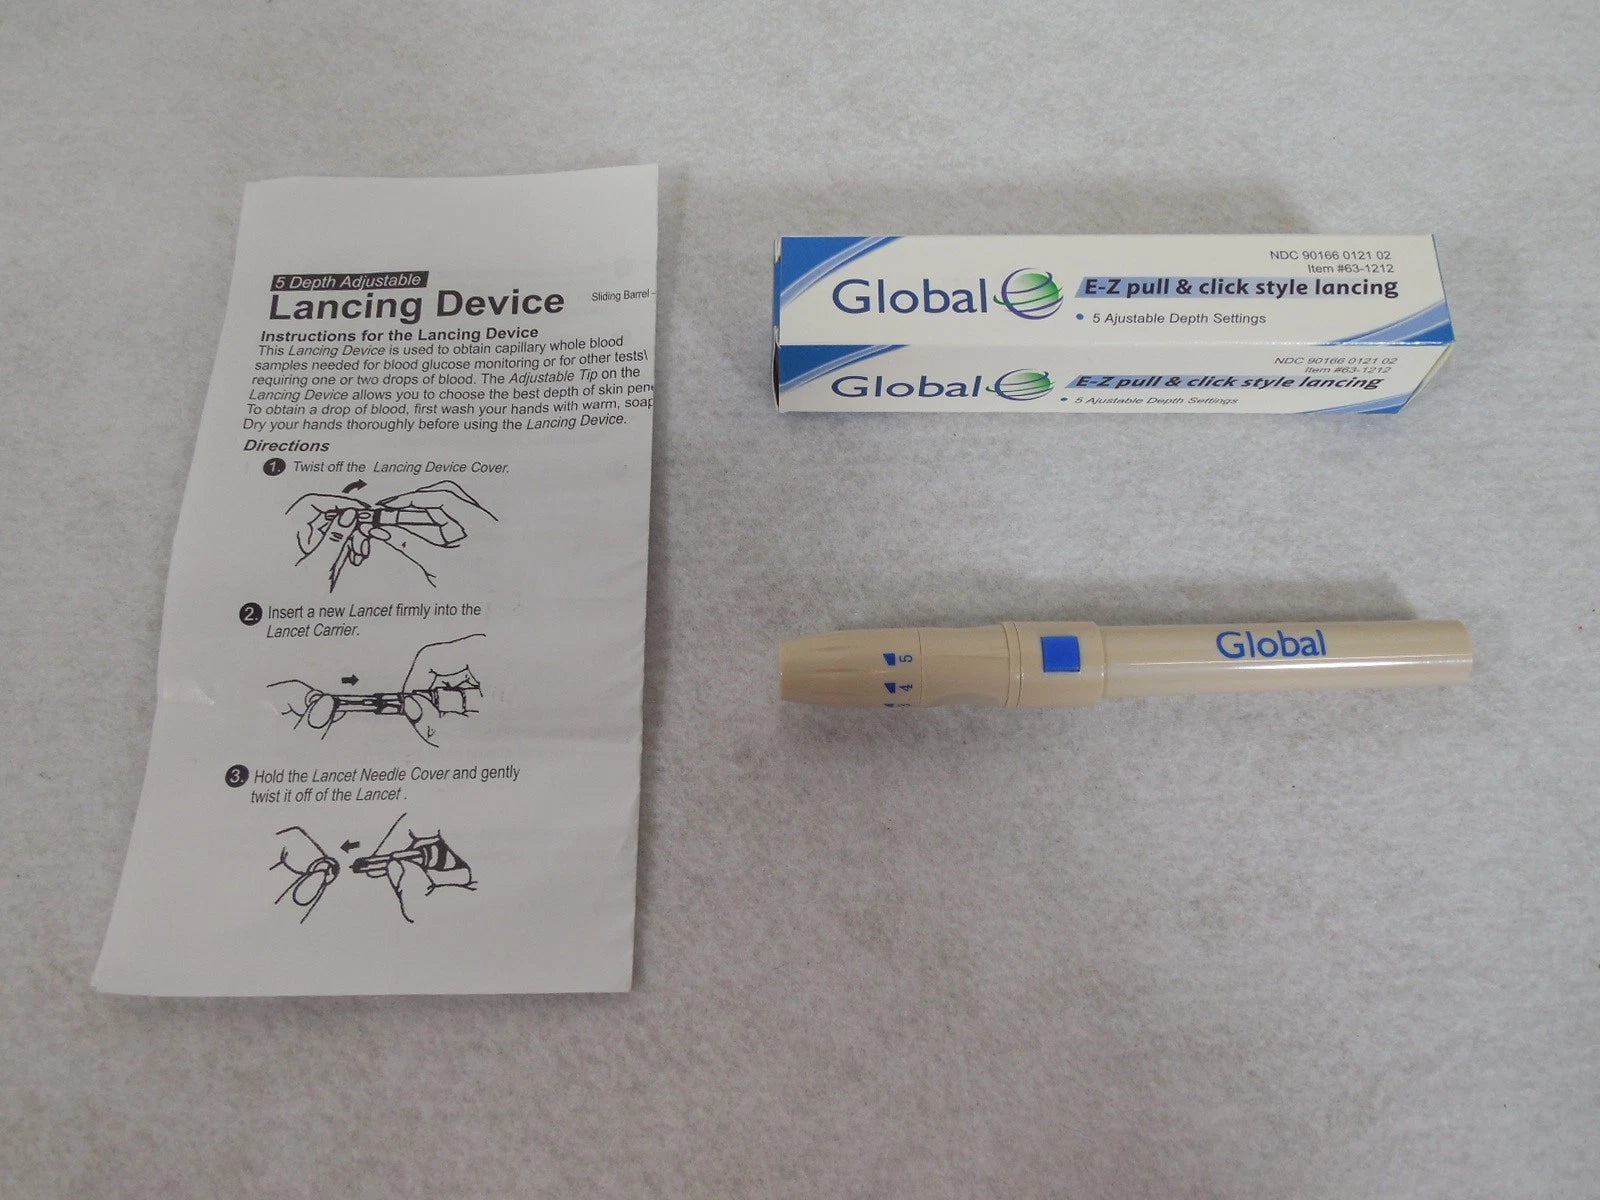 5 Depth Adjustable
Lancing Device
Sliding Barrel -
Instructions for the Lancing Device
This Lancing Device is used to obtain capillary whole blood
samples needed for blood glucose monitoring or for other tests\
requiring one or two drops of blood. The Adjustable Tip on the
Lancing Device allows you to choose the best depth of skin pen
To obtain a drop of blood, first wash your hands with warm, soap
Dry your hands thoroughly before using the Lancing Device.
Directions
1. Twist off the Lancing Device Cover.
2. Insert a new Lancet firmly into the
Lancet Carrier.
3. Hold the Lancet Needle Cover and gently
twist it off of the Lancet .
NDC 90166 0121 02
Item #63-1212
Global E-Z pull & click style lancing
• 5 Ajustable Depth Settings
NDC 90166 0121 02
Item #63-1212
Global E-Z pull & click style lancing
• 5 Ajustable Depth Settings
5
4
Global